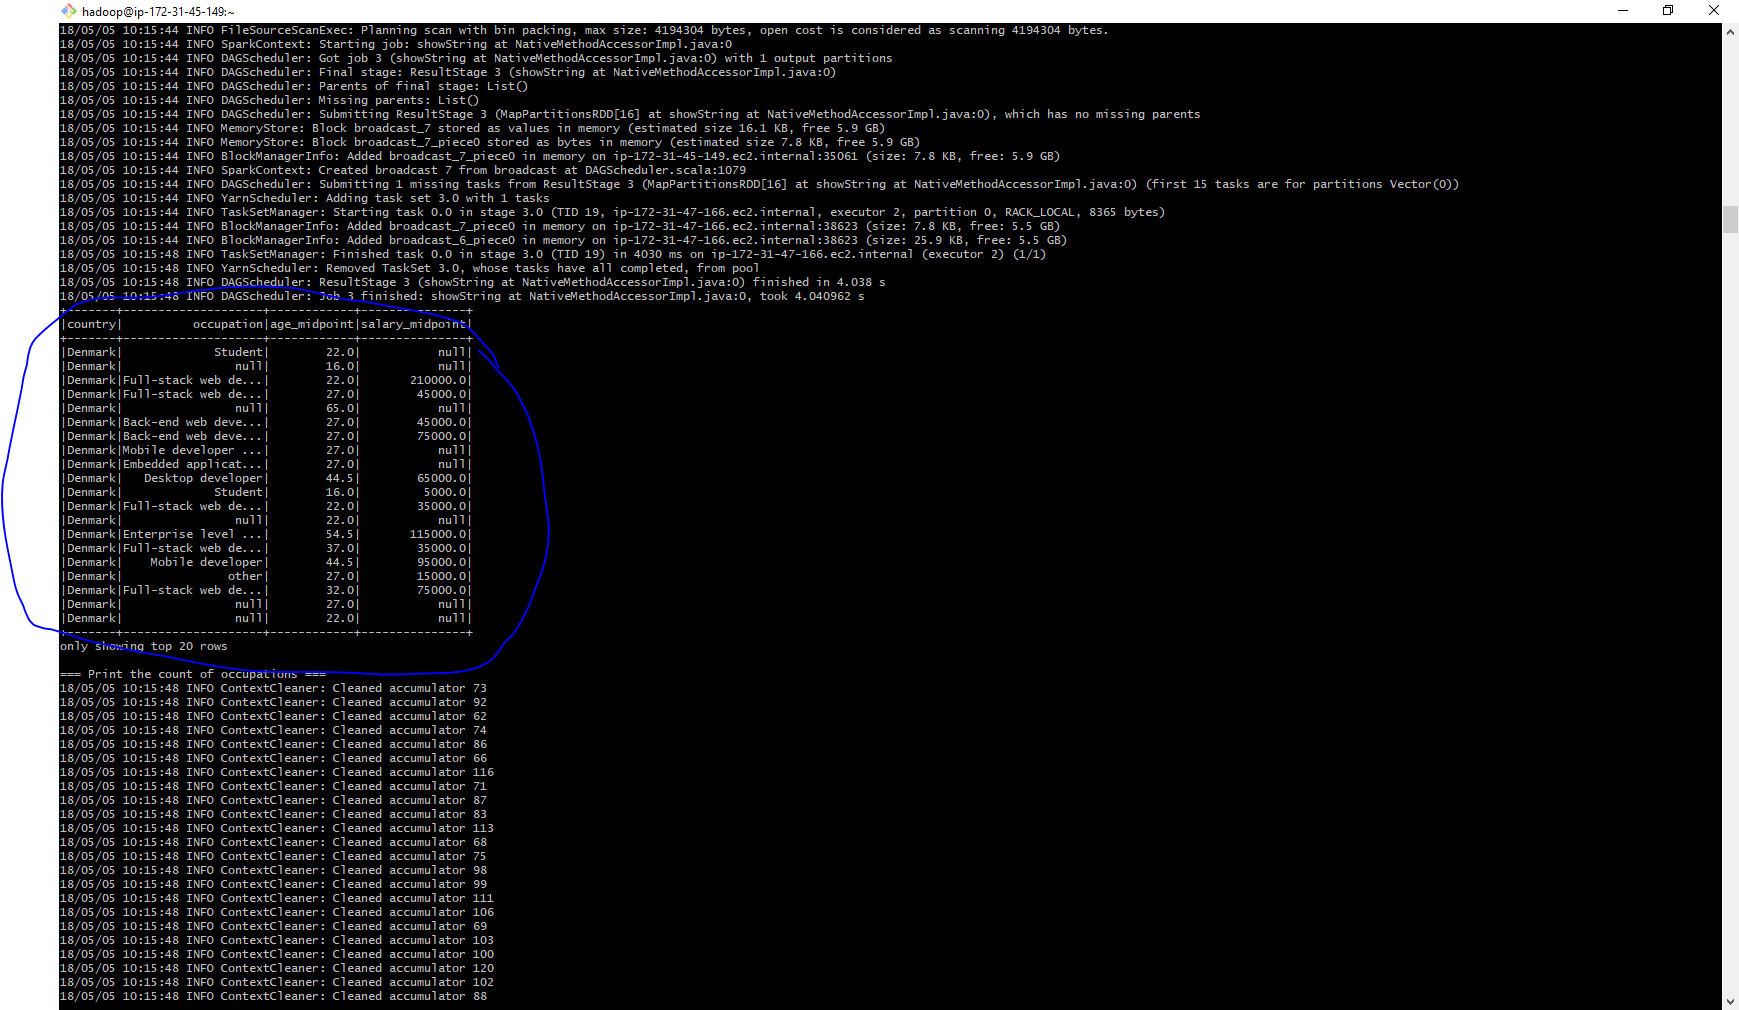 hadoop@ip-172-31-45-149:~
18/05/05 10:15:44 INFO FileSourceScanExec: Planning scan with bin packing, max size: 4194304 bytes, open cost is considered as scanning 4194304 bytes.
18/05/05 10:15:44 INFO SparkContext: Starting job: showString at NativeMethodAccessorImpl.java:0
18/05/05 10:15:44 INFO DAGScheduler: Got job 3 (showString at NativeMethodAccessorImpl.java:0) with 1 output partitions
18/05/05 10:15:44 INFO DAGScheduler: Final stage: ResultStage 3 (showString at NativeMethodAccessorImpl.java:0)
18/05/05 10:15:44 INFO DAGScheduler: Parents of final stage: List()
18/05/05 10:15:44 INFO DAGScheduler: Missing parents: List()
18/05/05 10:15:44 INFO DAGScheduler: Submitting ResultStage 3 (MapPartitionsRDD[16] at showString at NativeMethodAccessorImpl.java:0), which has no missing parents
18/05/05 10:15:44 INFO MemoryStore: Block broadcast_7 stored as values in memory (estimated size 16.1 KB, free 5.9 GB)
18/05/05 10:15:44 INFO MemoryStore: Block broadcast_7_piece0 stored as bytes in memory (estimated size 7.8 KB, free 5.9 GB)
18/05/05 10:15:44 INFO BlockManagerInfo: Added broadcast_7_piece0 in memory on ip-172-31-45-149.ec2.internal:35061 (size: 7.8 KB, free: 5.9 GB)
18/05/05 10:15:44 INFO SparkContext: Created broadcast 7 from broadcast at DAGScheduler.scala:1079
18/05/05 10:15:44 INFO DAGScheduler: Submitting 1 missing tasks from ResultStage 3 (MapPartitionsRDD[16] at showString at NativeMethodAccessorImpl.java:0) (first 15 tasks are for partitions Vector(0))
18/05/05 10:15:44 INFO YarnScheduler: Adding task set 3.0 with 1 tasks
18/05/05 10:15:44 INFO TaskSetManager: Starting task 0.0 in stage 3.0 (TID 19, ip-172-31-47-166.ec2.internal, executor 2, partition 0, RACK_LOCAL, 8365 bytes)
18/05/05 10:15:44 INFO BlockManagerInfo: Added broadcast_7_piece0 in memory on ip-172-31-47-166.ec2.internal:38623 (size: 7.8 KB, free: 5.5 GB)
18/05/05 10:15:44 INFO BlockManagerInfo: Added broadcast_6_piece0 in memory on ip-172-31-47-166.ec2.internal:38623 (size: 25.9 KB, free: 5.5 GB)
18/05/05 10:15:48 INFO TaskSetManager: Finished task 0.0 in stage 3.0 (TID 19) in 4030 ms on ip-172-31-47-166.ec2.internal (executor 2) (1/1)
18/05/05 10:15:48 INFO YarnScheduler: Removed TaskSet 3.0, whose tasks have all completed, from pool
18/05/05 10:15:48 INFO DAGScheduler: ResultStage 3 (showString at NativeMethodAccessorImpl.java:0) finished in 4.038 s
18/05/05 10:15:48 INFO DAGScheduler: Job 3 finished: showString at NativeMethodAccessorImpl.java:0, took 4.040962 s
+-------+--------------------+------------+---------------+
|country|          occupation|age_midpoint|salary_midpoint|
+-------+--------------------+------------+---------------+
|Denmark|             Student|        22.0|           null|
|Denmark|                null|        16.0|           null|
|Denmark|Full-stack web de...|        22.0|       210000.0|
|Denmark|Full-stack web de...|        27.0|        45000.0|
|Denmark|                null|        65.0|           null|
|Denmark|Back-end web deve...|        27.0|        45000.0|
|Denmark|Back-end web deve...|        27.0|        75000.0|
|Denmark|Mobile developer ...|        27.0|           null|
|Denmark|Embedded applicat...|        27.0|           null|
|Denmark|   Desktop developer|        44.5|        65000.0|
|Denmark|             Student|        16.0|         5000.0|
|Denmark|Full-stack web de...|        22.0|        35000.0|
|Denmark|                null|        22.0|           null|
|Denmark|Enterprise level ...|        54.5|       115000.0|
|Denmark|Full-stack web de...|        37.0|        35000.0|
|Denmark|    Mobile developer|        44.5|        95000.0|
|Denmark|               other|        27.0|        15000.0|
|Denmark|Full-stack web de...|        32.0|        75000.0|
|Denmark|                null|        27.0|           null|
|Denmark|                null|        22.0|           null|
+-------+--------------------+------------+---------------+
only showing top 20 rows
=== Print the count of occupations ===
18/05/05 10:15:48 INFO ContextCleaner: Cleaned accumulator 73
18/05/05 10:15:48 INFO ContextCleaner: Cleaned accumulator 92
18/05/05 10:15:48 INFO ContextCleaner: Cleaned accumulator 62
18/05/05 10:15:48 INFO ContextCleaner: Cleaned accumulator 74
18/05/05 10:15:48 INFO ContextCleaner: Cleaned accumulator 86
18/05/05 10:15:48 INFO ContextCleaner: Cleaned accumulator 66
18/05/05 10:15:48 INFO ContextCleaner: Cleaned accumulator 116
18/05/05 10:15:48 INFO ContextCleaner: Cleaned accumulator 71
18/05/05 10:15:48 INFO ContextCleaner: Cleaned accumulator 87
18/05/05 10:15:48 INFO ContextCleaner: Cleaned accumulator 83
18/05/05 10:15:48 INFO ContextCleaner: Cleaned accumulator 113
18/05/05 10:15:48 INFO ContextCleaner: Cleaned accumulator 68
18/05/05 10:15:48 INFO ContextCleaner: Cleaned accumulator 75
18/05/05 10:15:48 INFO ContextCleaner: Cleaned accumulator 98
18/05/05 10:15:48 INFO ContextCleaner: Cleaned accumulator 99
18/05/05 10:15:48 INFO ContextCleaner: Cleaned accumulator 111
18/05/05 10:15:48 INFO ContextCleaner: Cleaned accumulator 106
18/05/05 10:15:48 INFO ContextCleaner: Cleaned accumulator 69
18/05/05 10:15:48 INFO ContextCleaner: Cleaned accumulator 103
18/05/05 10:15:48 INFO ContextCleaner: Cleaned accumulator 100
18/05/05 10:15:48 INFO ContextCleaner: Cleaned accumulator 120
18/05/05 10:15:48 INFO ContextCleaner: Cleaned accumulator 102
18/05/05 10:15:48 INFO ContextCleaner: Cleaned accumulator 88